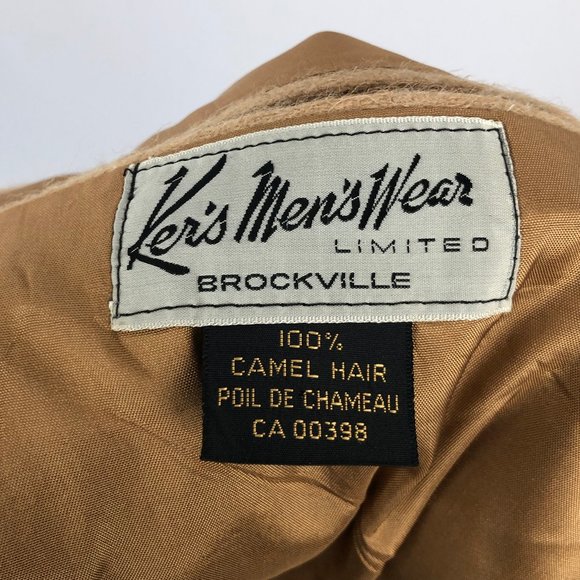 Ker's Men's Wear
LIMITED
BROCKVILLE
100%
CAMEL HAIR
POIL DE CHAMEAU
CA 00398